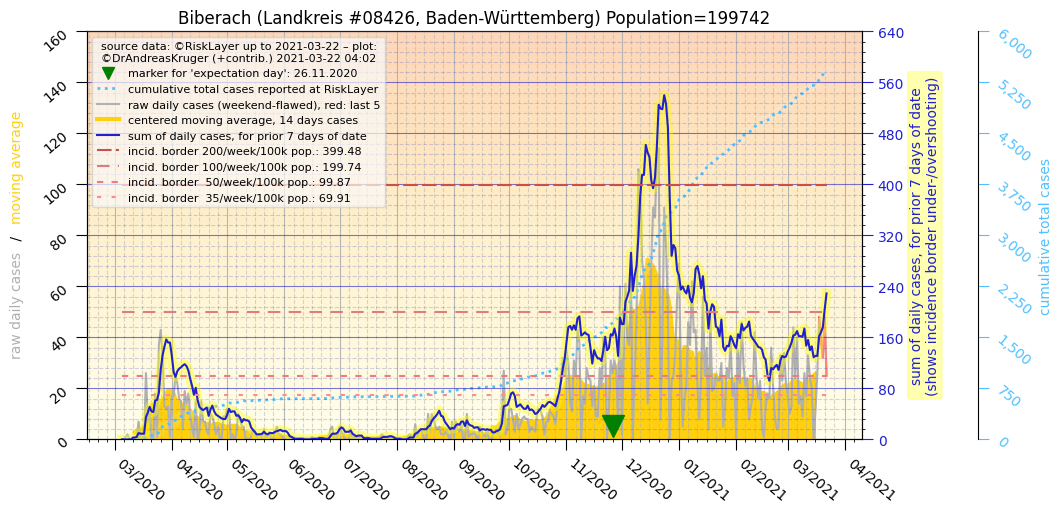 Biberach (Landkreis #08426, Baden-Württemberg) Population=199742
source data: ©RiskLayer up to 2021-03-22 – plot:
©DrAndreasKruger (+contrib.) 2021-03-22 04:02
marker for 'expectation day': 26.11.2020
cumulative total cases reported at RiskLayer
raw daily cases (weekend-flawed), red: last 5
centered moving average, 14 days cases
sum of daily cases, for prior 7 days of date
incid. border 200/week/100k pop.: 399.48
incid. border 100/week/100k pop.: 199.74
incid. border  50/week/100k pop.: 99.87
incid. border  35/week/100k pop.: 69.91
raw daily cases / moving average
160
140
120
100
80
60
40
20
0
640
560
480
400
320
240
160
80
0
sum of daily cases, for prior 7 days of date
(shows incidence border under-/overshooting)
6,000
5,250
4,500
3,750
3,000
2,250
1,500
750
0
cumulative total cases
03/2020
04/2020
05/2020
06/2020
07/2020
08/2020
09/2020
10/2020
11/2020
12/2020
01/2021
02/2021
03/2021
04/2021